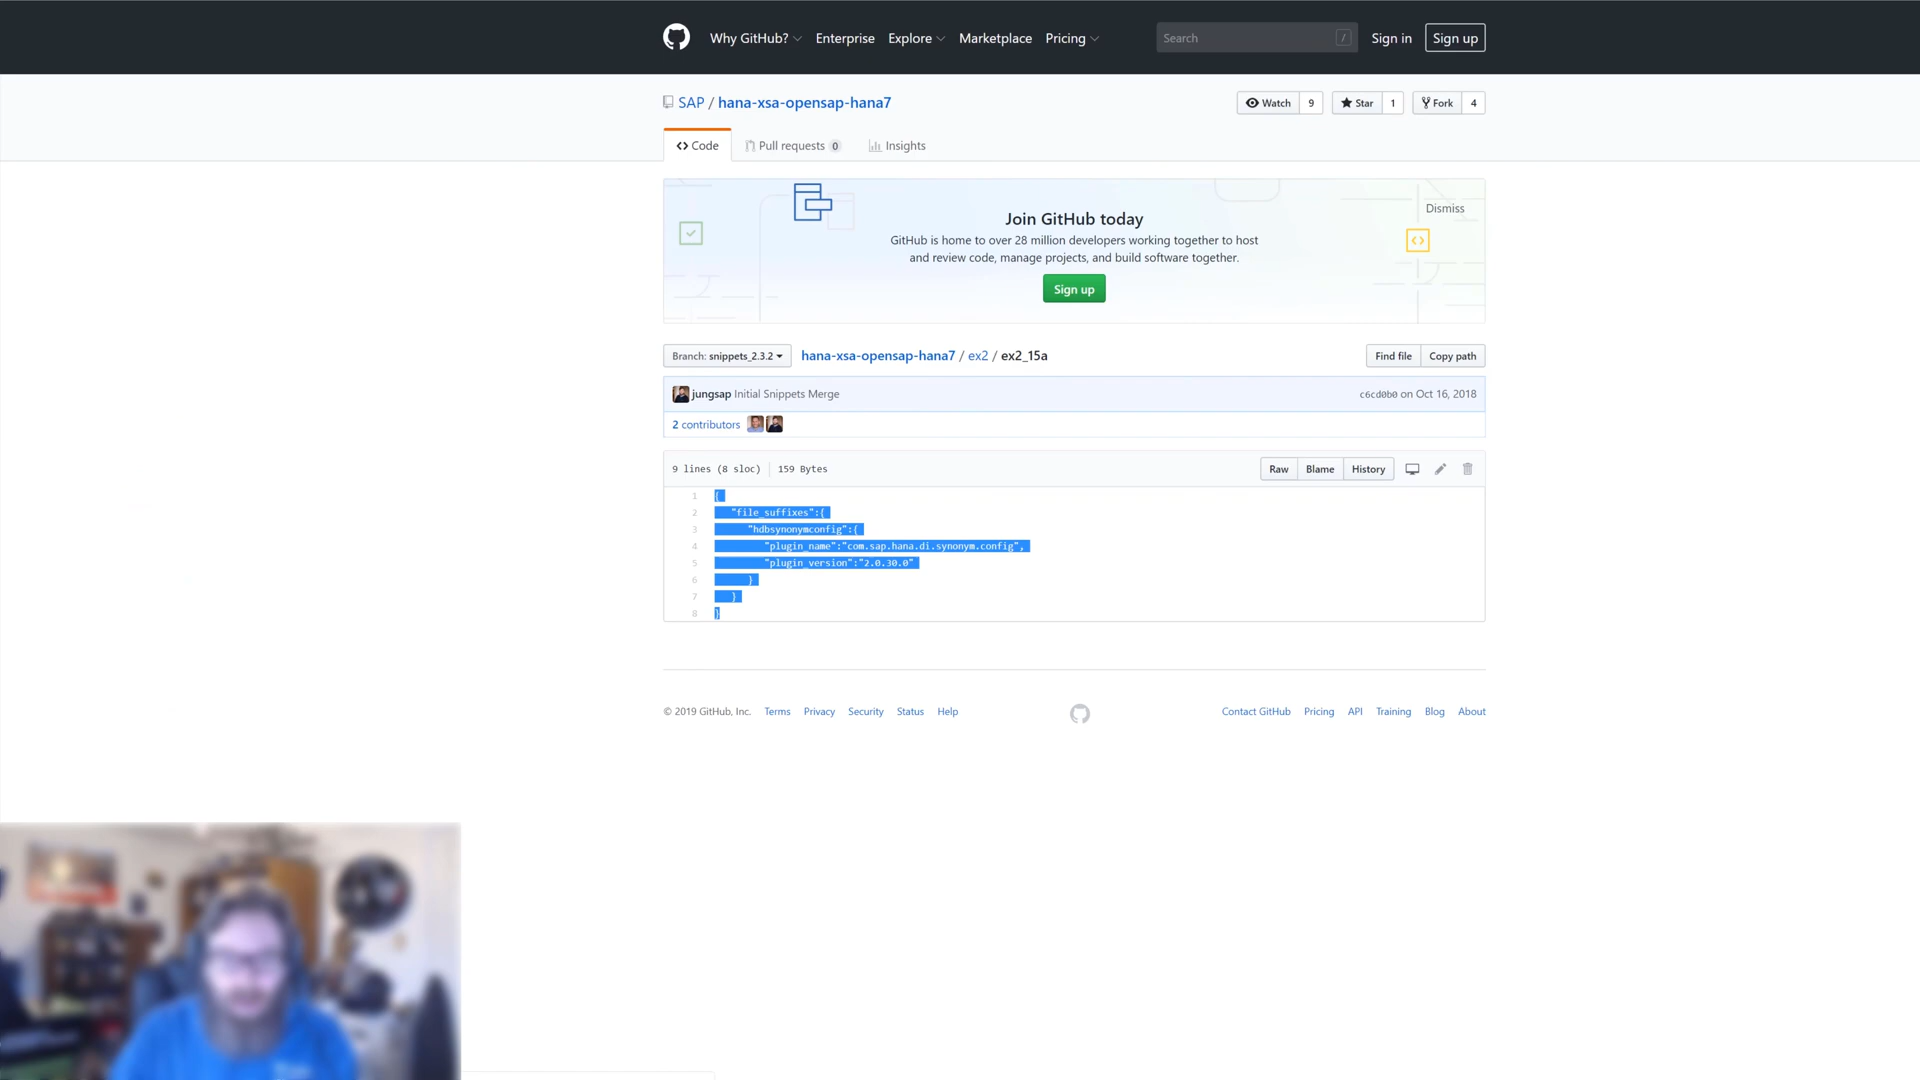 Why GitHub? Enterprise Explore Marketplace Pricing Search / Sign in Sign up
SAP / hana-xsa-opensap-hana7 Watch 9 Star 1 Fork 4
Code Pull requests 0 Insights
Join GitHub today
Dismiss
GitHub is home to over 28 million developers working together to host
and review code, manage projects, and build software together.
Sign up
Branch: snippets_2.3.2 hana-xsa-opensap-hana7 / ex2 / ex2_15a Find file Copy path
jungsap Initial Snippets Merge c6cd0b0 on Oct 16, 2018
2 contributors
9 lines (8 sloc) 159 Bytes Raw Blame History
1 {
2 "file_suffixes":{
3 "hdbsynonymconfig":{
4 "plugin_name":"com.sap.hana.di.synonym.config",
5 "plugin_version":"2.0.30.0"
6 }
7 }
8 }
© 2019 GitHub, Inc. Terms Privacy Security Status Help Contact GitHub Pricing API Training Blog About